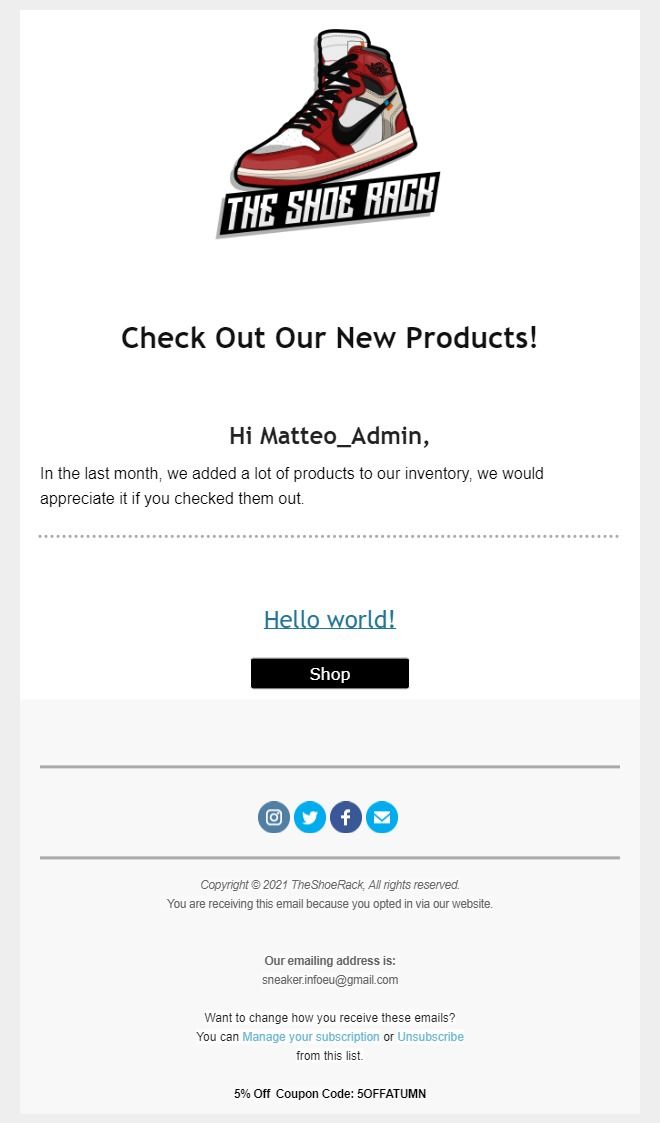 THE SHOE RACK
Check Out Our New Products!
Hi Matteo_Admin,
In the last month, we added a lot of products to our inventory, we would
appreciate it if you checked them out.
Hello world!
Shop
Copyright © 2021 TheShoeRack, All rights reserved.
You are receiving this email because you opted in via our website.
Our emailing address is:
sneaker.infoeu@gmail.com
Want to change how you receive these emails?
You can Manage your subscription or Unsubscribe
from this list.
5% Off Coupon Code: 5OFFATUMN